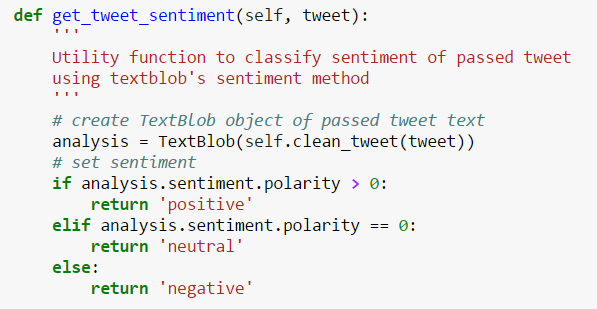 def get_tweet_sentiment(self, tweet):
    '''
    Utility function to classify sentiment of passed tweet
    using textblob's sentiment method
    '''
    # create TextBlob object of passed tweet text
    analysis = TextBlob(self.clean_tweet(tweet))
    # set sentiment
    if analysis.sentiment.polarity > 0:
        return 'positive'
    elif analysis.sentiment.polarity == 0:
        return 'neutral'
    else:
        return 'negative'